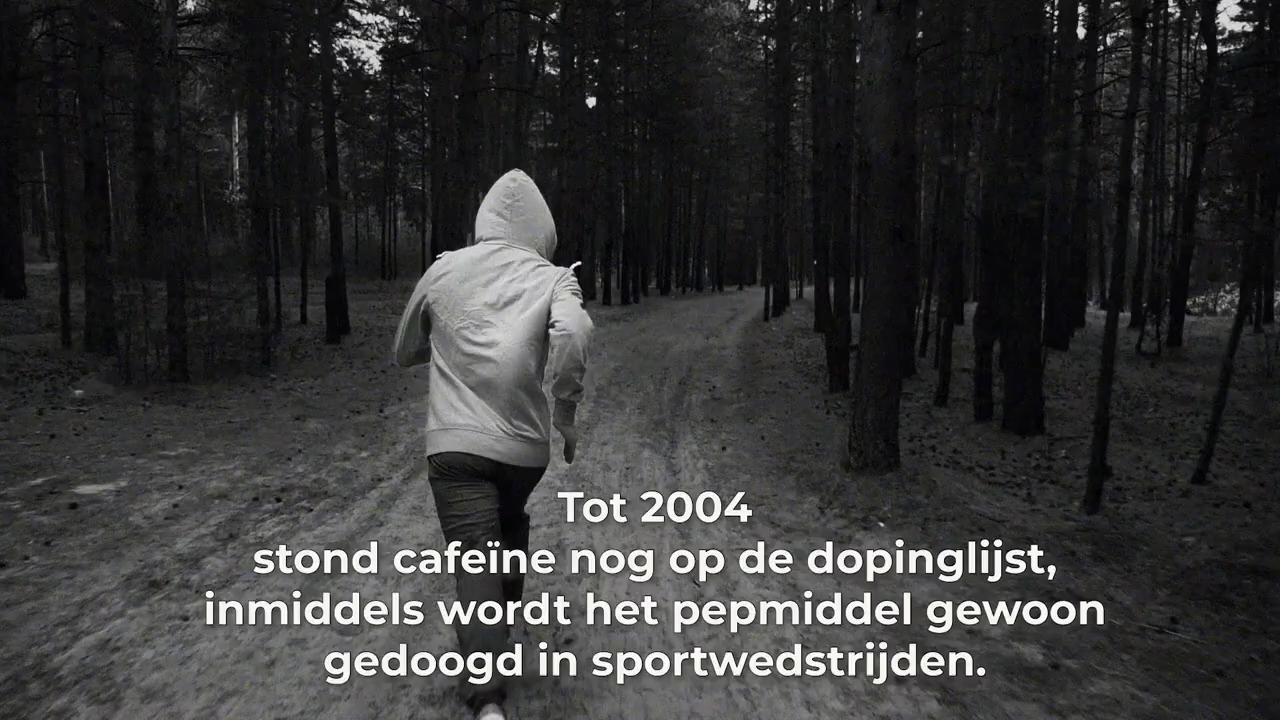 Tot 2004
stond cafeïne nog op de dopinglijst,
inmiddels wordt het pepmiddel gewoon
gedoogd in sportwedstrijden.